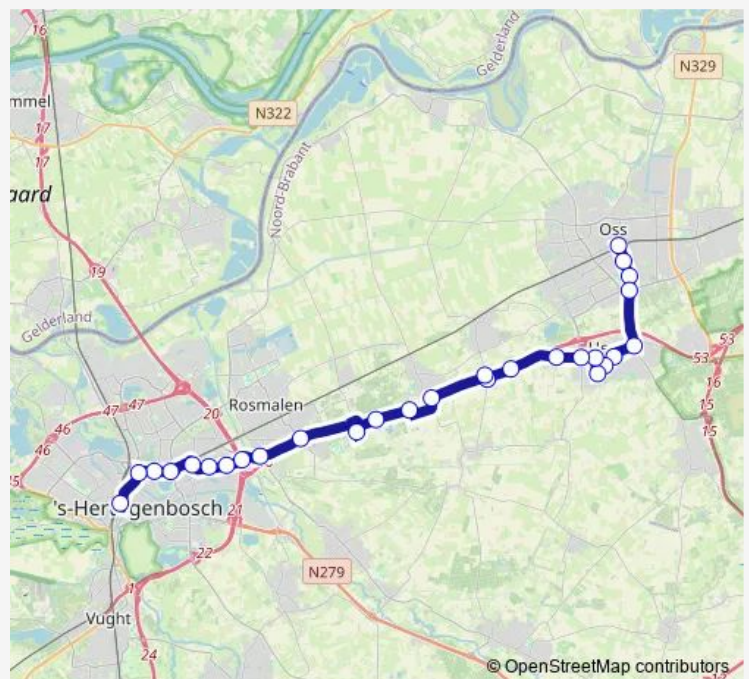 16
Gelderland
N329
mmel
N322
17
17
Noord-Brabant
aard
Oss
19
Gelderland
53
53
16
15
15
47
47
20
Rosmalen
46
46
's-Her
genbosch
21
22
N279
Vught
24
© OpenStreetMap contributors